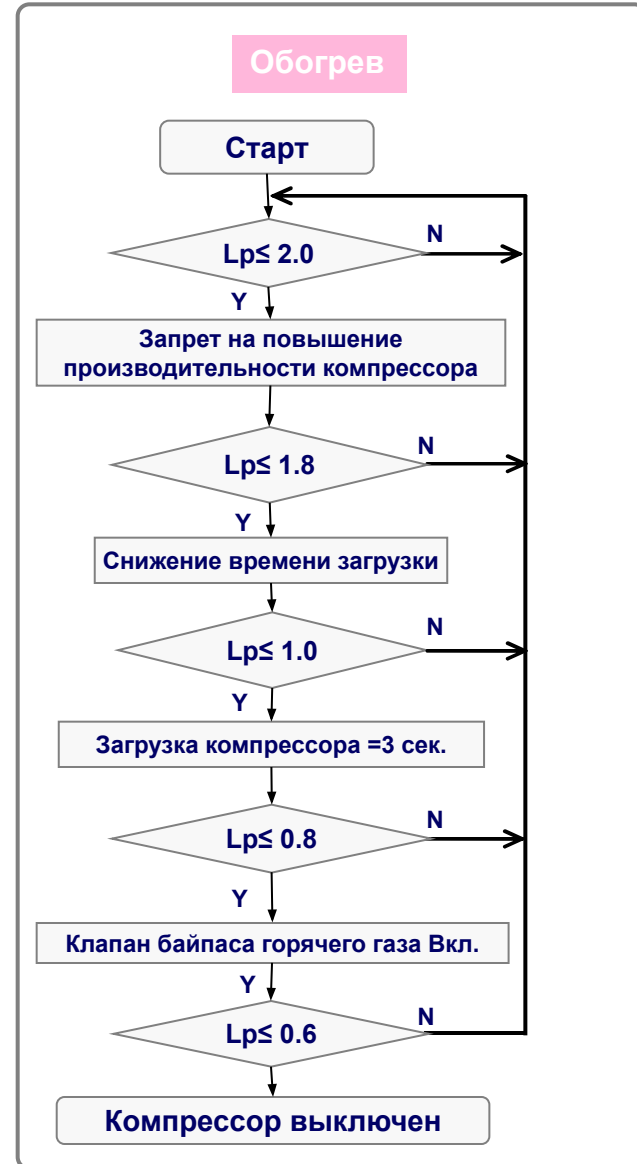 Обогрев
Старт
Lp≤ 2.0
N
Y
Запрет на повышение
производительности компрессора
Lp≤ 1.8
N
Y
Снижение времени загрузки
Lp≤ 1.0
N
Y
Загрузка компрессора =3 сек.
Lp≤ 0.8
N
Y
Клапан байпаса горячего газа Вкл.
Y
Lp≤ 0.6
N
Компрессор выключен